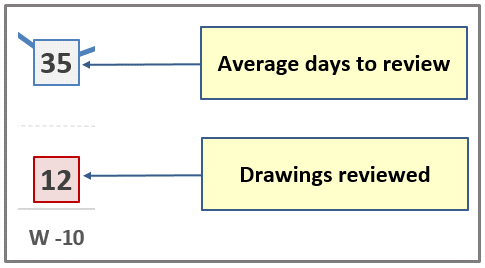 35
Average days to review
12
Drawings reviewed
W -10